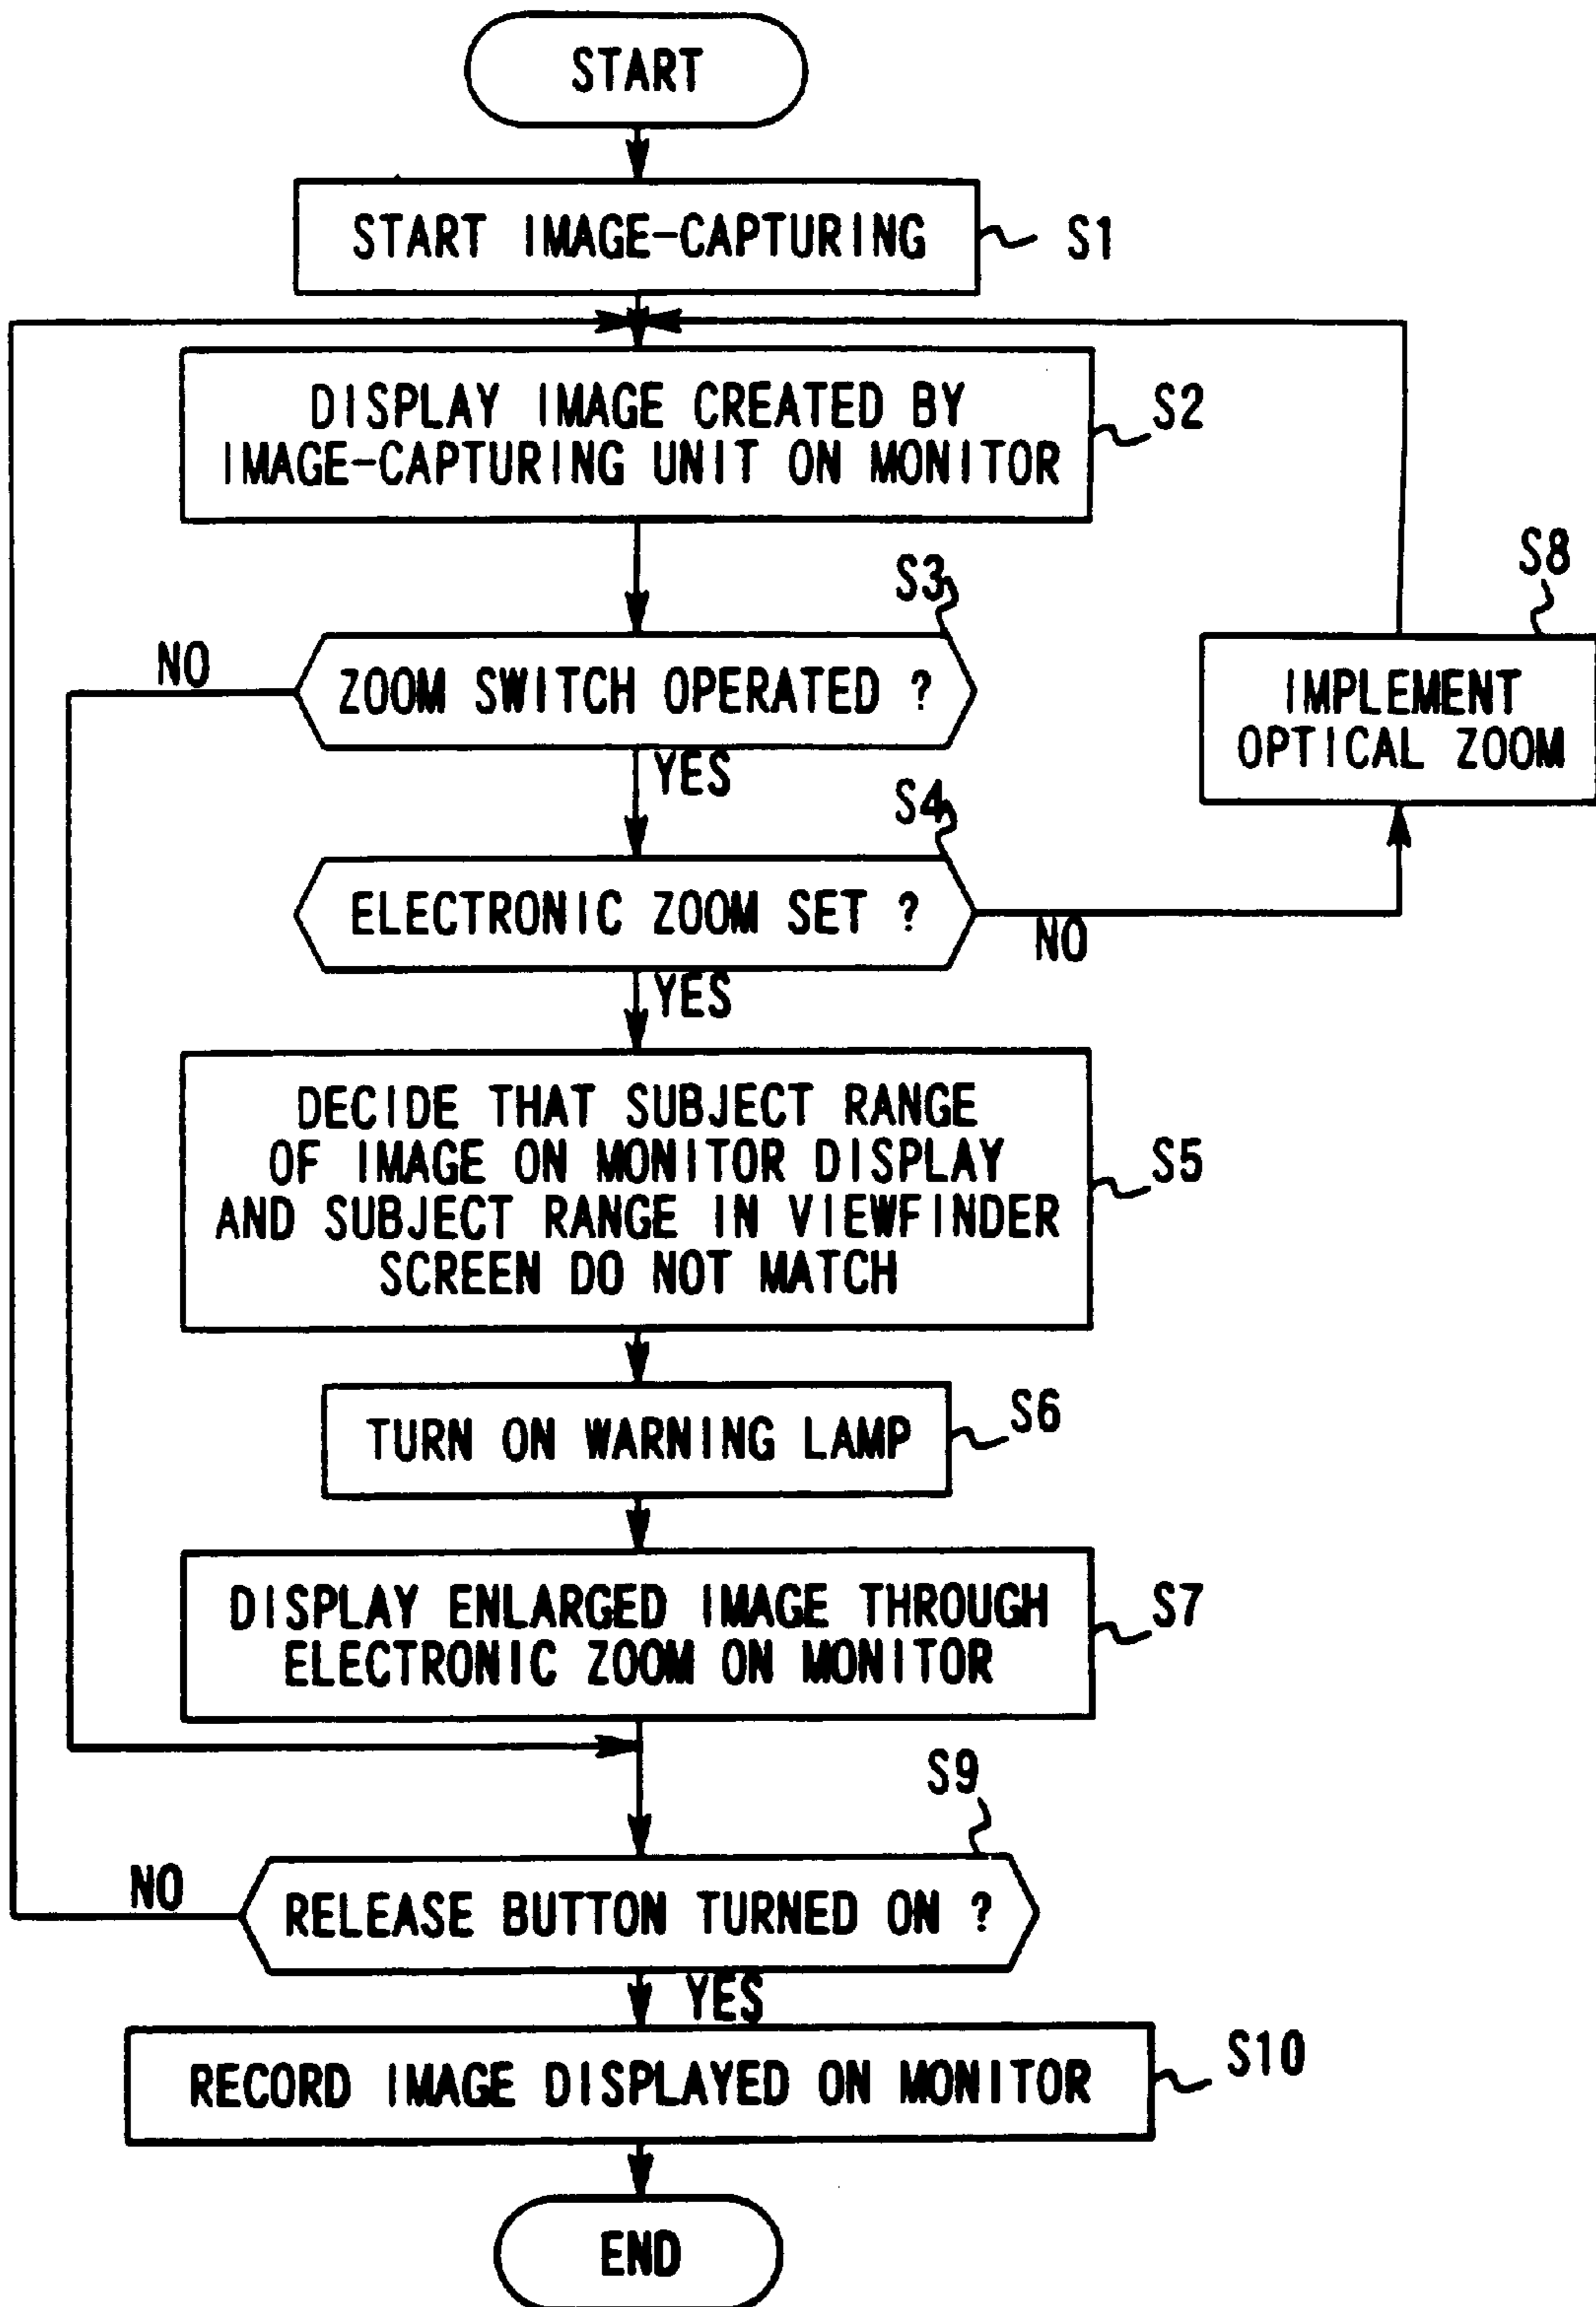 START
START IMAGE-CAPTURING
S1
DISPLAY IMAGE CREATED BY
IMAGE-CAPTURING UNIT ON MONITOR
S2
S3
ZOOM SWITCH OPERATED ?
NO
YES
S8
IMPLEMENT
OPTICAL ZOOM
S4
ELECTRONIC ZOOM SET ?
NO
YES
DECIDE THAT SUBJECT RANGE
OF IMAGE ON MONITOR DISPLAY
AND SUBJECT RANGE IN VIEWFINDER
SCREEN DO NOT MATCH
S5
TURN ON WARNING LAMP
S6
DISPLAY ENLARGED IMAGE THROUGH
ELECTRONIC ZOOM ON MONITOR
S7
S9
NO
RELEASE BUTTON TURNED ON ?
YES
RECORD IMAGE DISPLAYED ON MONITOR
S10
END